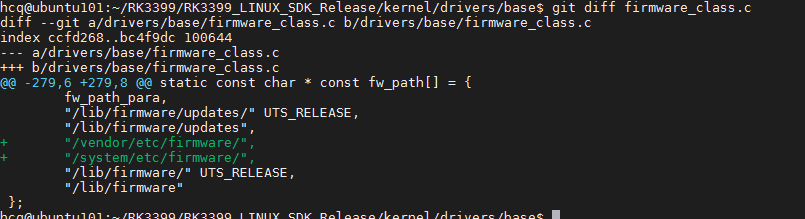 hcq@ubuntu101:~/RK3399/RK3399_LINUX_SDK_Release/kernel/drivers/base$ git diff firmware_class.c
diff --git a/drivers/base/firmware_class.c b/drivers/base/firmware_class.c
index ccfd268..bc4f9dc 100644
--- a/drivers/base/firmware_class.c
+++ b/drivers/base/firmware_class.c
@@ -279,6 +279,8 @@ static const char * const fw_path[] = {
        fw_path_para,
        "/lib/firmware/updates/" UTS_RELEASE,
        "/lib/firmware/updates",
+       "/vendor/etc/firmware/",
+       "/system/etc/firmware/",
        "/lib/firmware/" UTS_RELEASE,
        "/lib/firmware"
 };
hcq@ubuntu101:~/RK3399/RK3399_LINUX_SDK_Release/kernel/drivers/base$